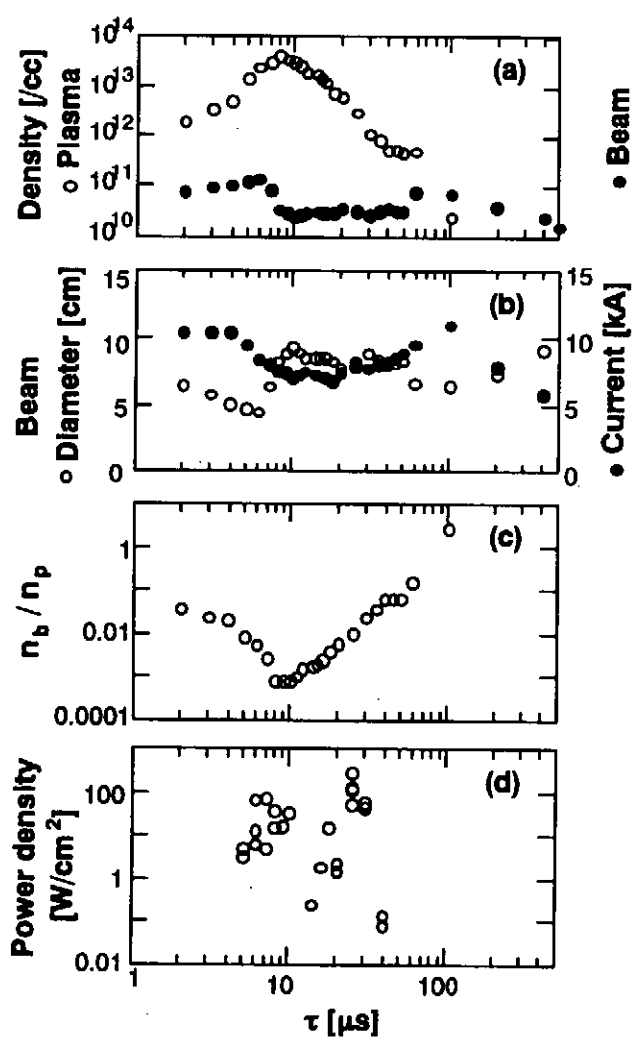 10^14
10^13
10^12
10^11
10^10
Density [/cc]
○ Plasma
● Beam
(a)
15
10
5
0
Beam
○ Diameter [cm]
15
10
5
0
● Current [kA]
(b)
1
0.01
0.0001
n_b / n_p
(c)
100
1
0.01
Power density
[W/cm^2]
(d)
1
10
100
τ [μs]